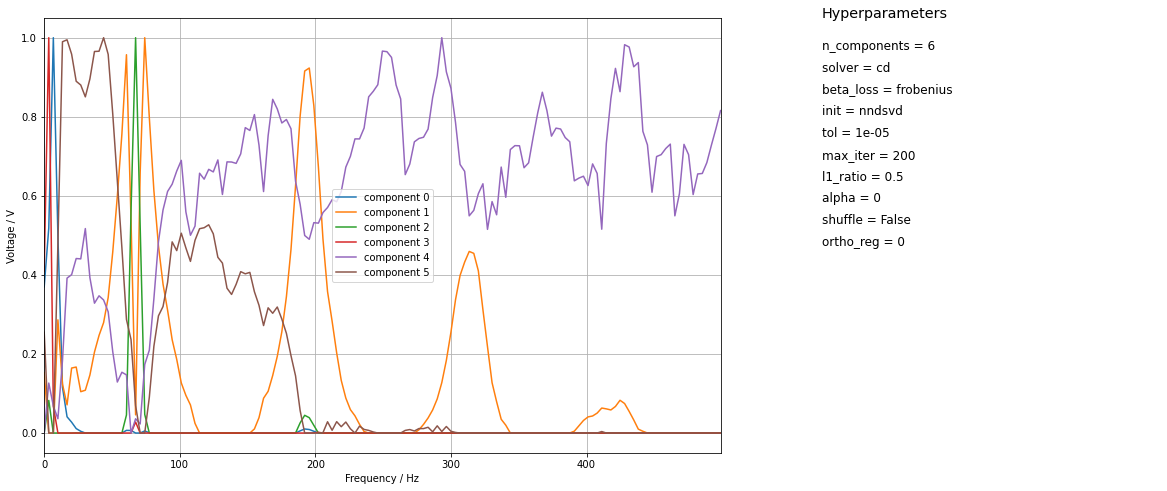 Hyperparameters
n_components = 6
solver = cd
beta_loss = frobenius
init = nndsvd
tol = 1e-05
max_iter = 200
l1_ratio = 0.5
alpha = 0
shuffle = False
ortho_reg = 0
1.0
0.8
0.6
0.4
0.2
0.0
Voltage / V
component 0
component 1
component 2
component 3
component 4
component 5
0 100 200 300 400
Frequency / Hz